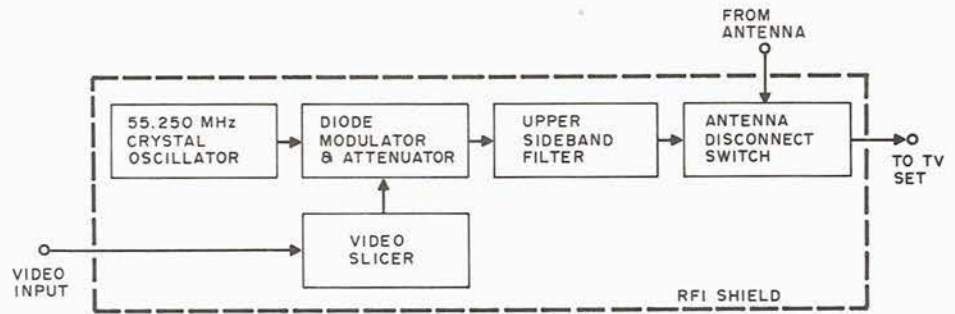 FROM
ANTENNA
55.250 MHz
CRYSTAL
OSCILLATOR
DIODE
MODULATOR
& ATTENUATOR
UPPER
SIDEBAND
FILTER
ANTENNA
DISCONNECT
SWITCH
TO TV
SET
VIDEO
SLICER
VIDEO
INPUT
RFI SHIELD